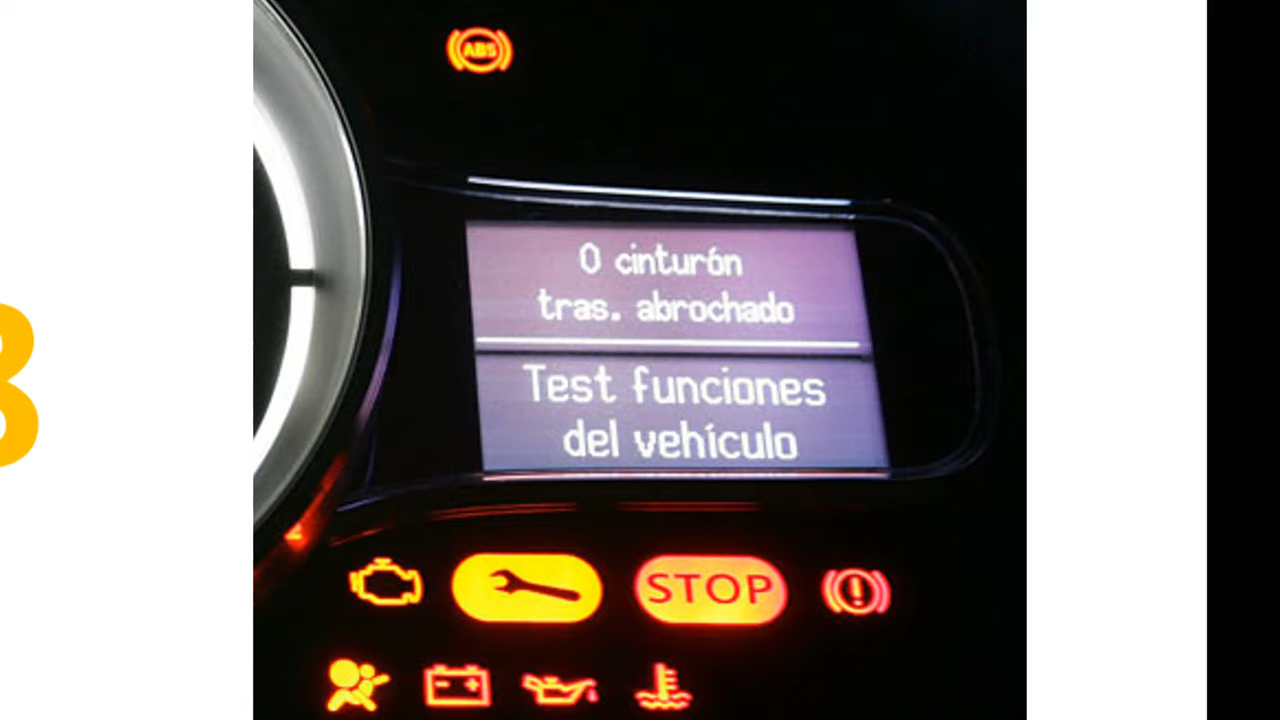 ABS
0 cinturón
tras. abrochado
Test funciones
del vehículo
STOP